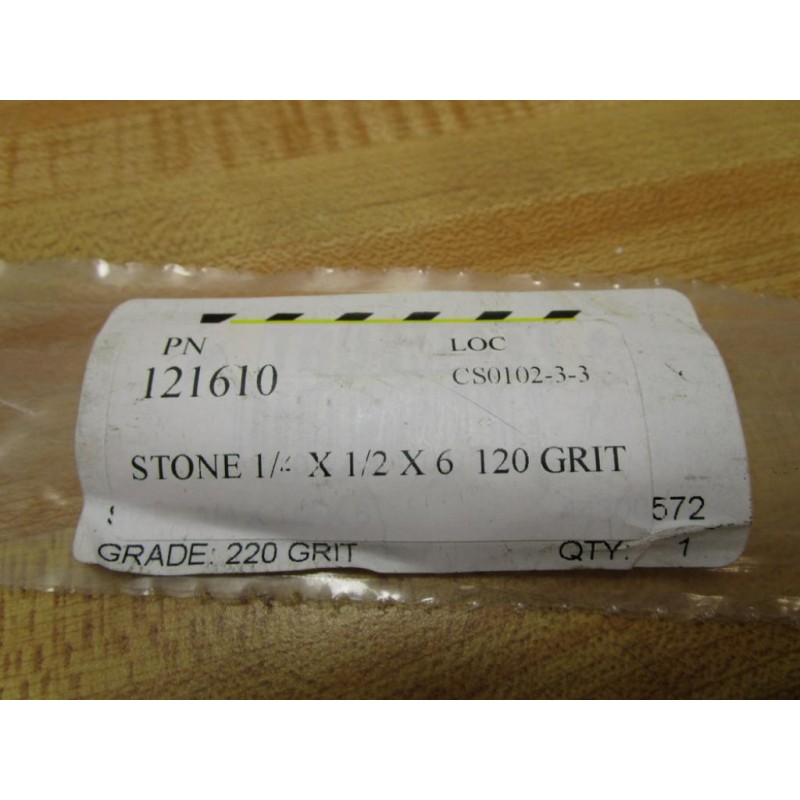 PN LOC
121610 CS0102-3-3
STONE 1/4 X 1/2 X 6 120 GRIT
572
GRADE: 220 GRIT QTY: 1